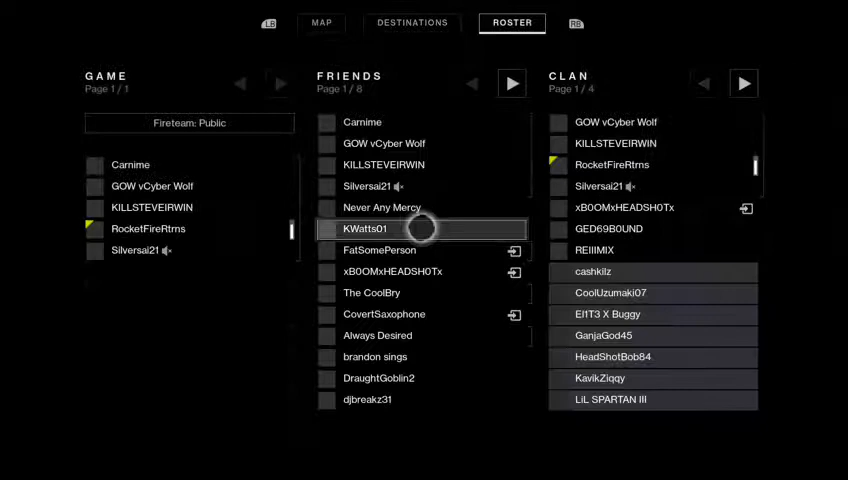 LB
MAP
DESTINATIONS
ROSTER
RB
GAME
Page 1 / 1
Fireteam: Public
Carnime
GOW vCyber Wolf
KILLSTEVEIRWIN
RocketFireRtrns
Silversai21
FRIENDS
Page 1 / 8
Carnime
GOW vCyber Wolf
KILLSTEVEIRWIN
Silversai21
Never Any Mercy
KWatts01
FatSomePerson
xB0OMxHEADSH0Tx
The CoolBry
CovertSaxophone
Always Desired
brandon sings
DraughtGoblin2
djbreakz31
CLAN
Page 1 / 4
GOW vCyber Wolf
KILLSTEVEIRWIN
RocketFireRtrns
Silversai21
xB0OMxHEADSH0Tx
GED69B0UND
REIIIMIX
cashkilz
CoolUzumaki07
El1T3 X Buggy
GanjaGod45
HeadShotBob84
KavikZiqqy
LiL SPARTAN III